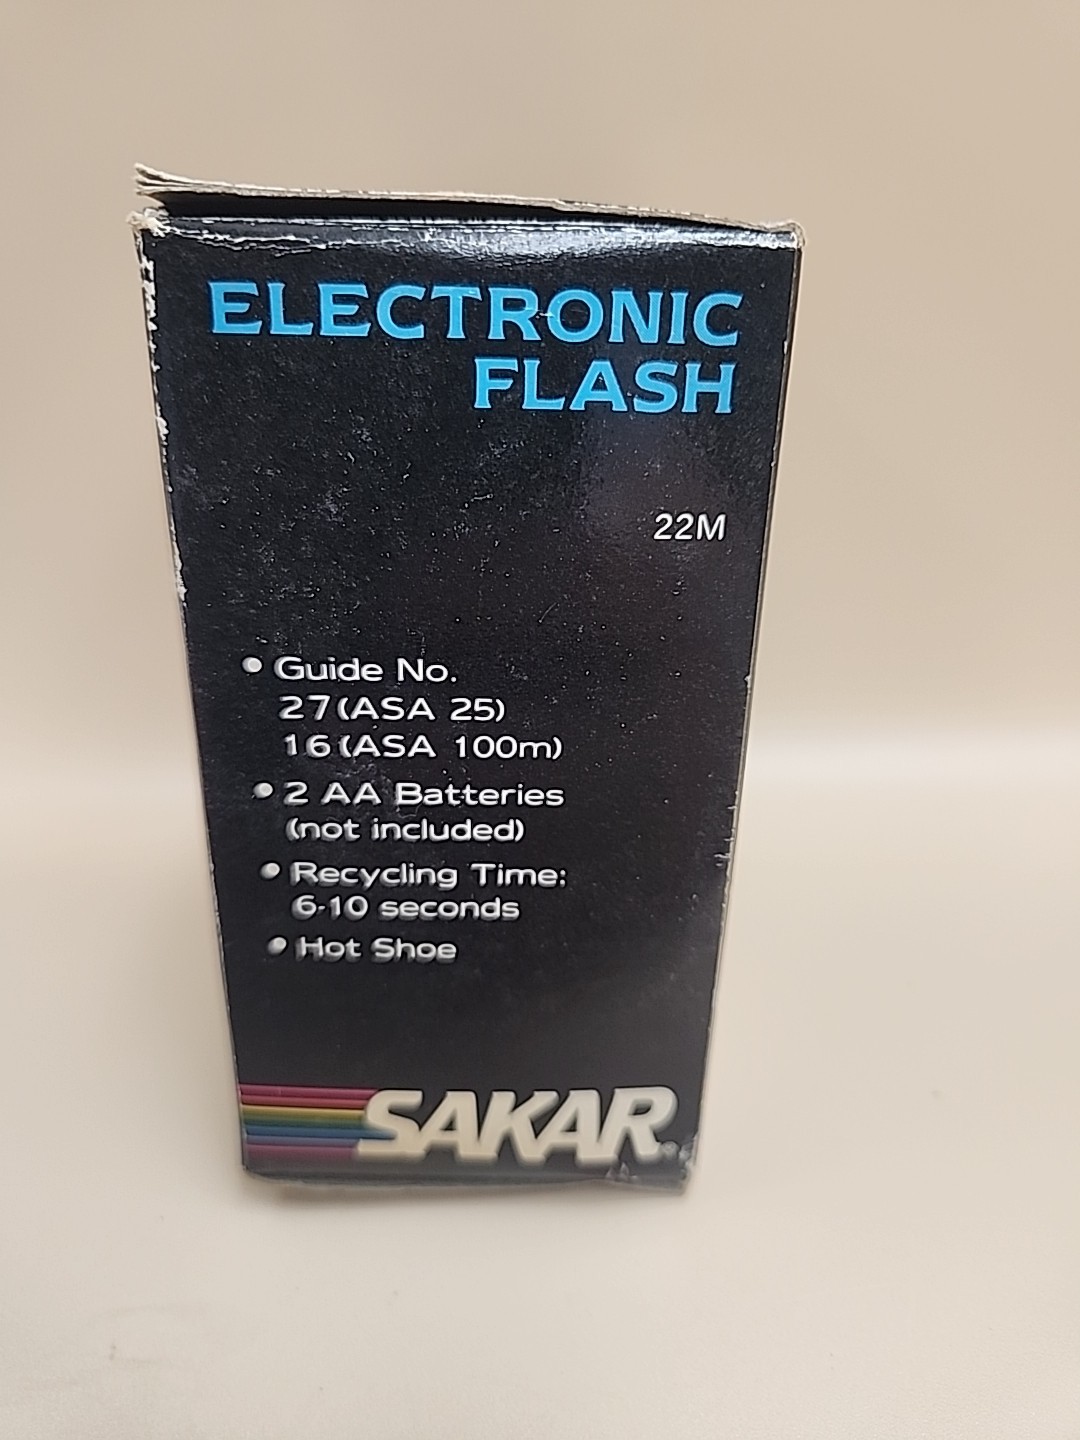 ELECTRONIC
FLASH
22M
• Guide No.
27(ASA 25)
16(ASA 100m)
• 2 AA Batteries
(not included)
• Recycling Time:
6-10 seconds
• Hot Shoe
SAKAR®